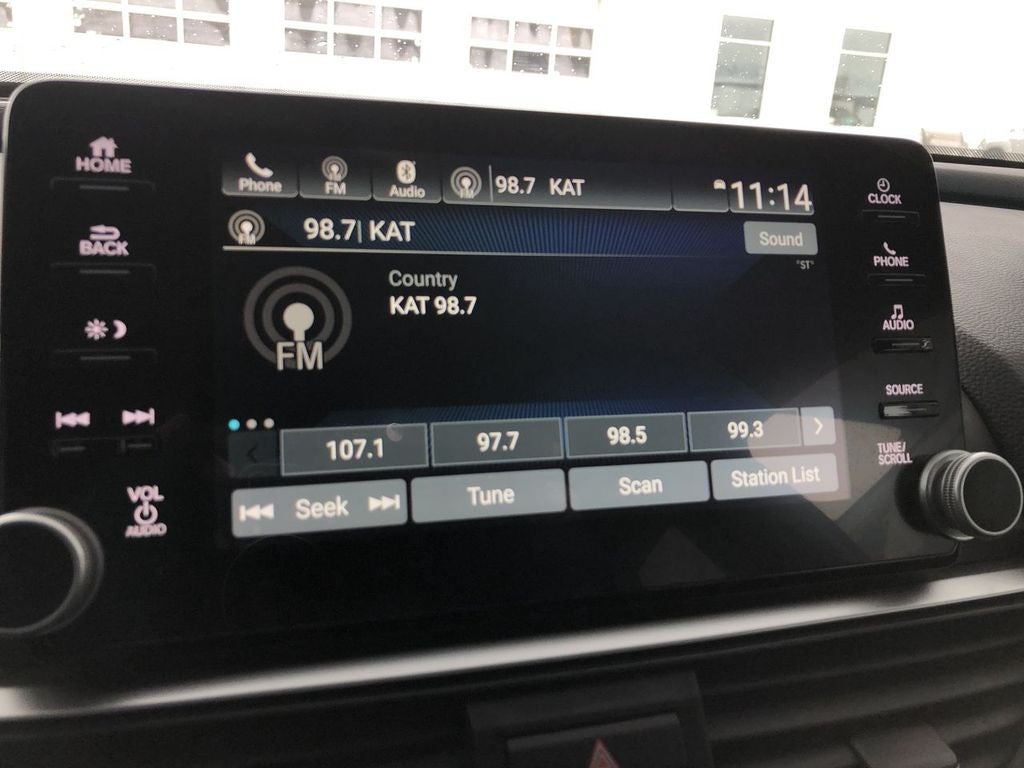 HOME
BACK
VOL
AUDIO
Phone
FM
Audio
98.7 KAT
11:14
FM
98.7| KAT
Sound
"ST"
Country
KAT 98.7
FM
107.1
97.7
98.5
99.3
Seek
Tune
Scan
Station List
CLOCK
PHONE
AUDIO
SOURCE
TUNE/
SCROLL